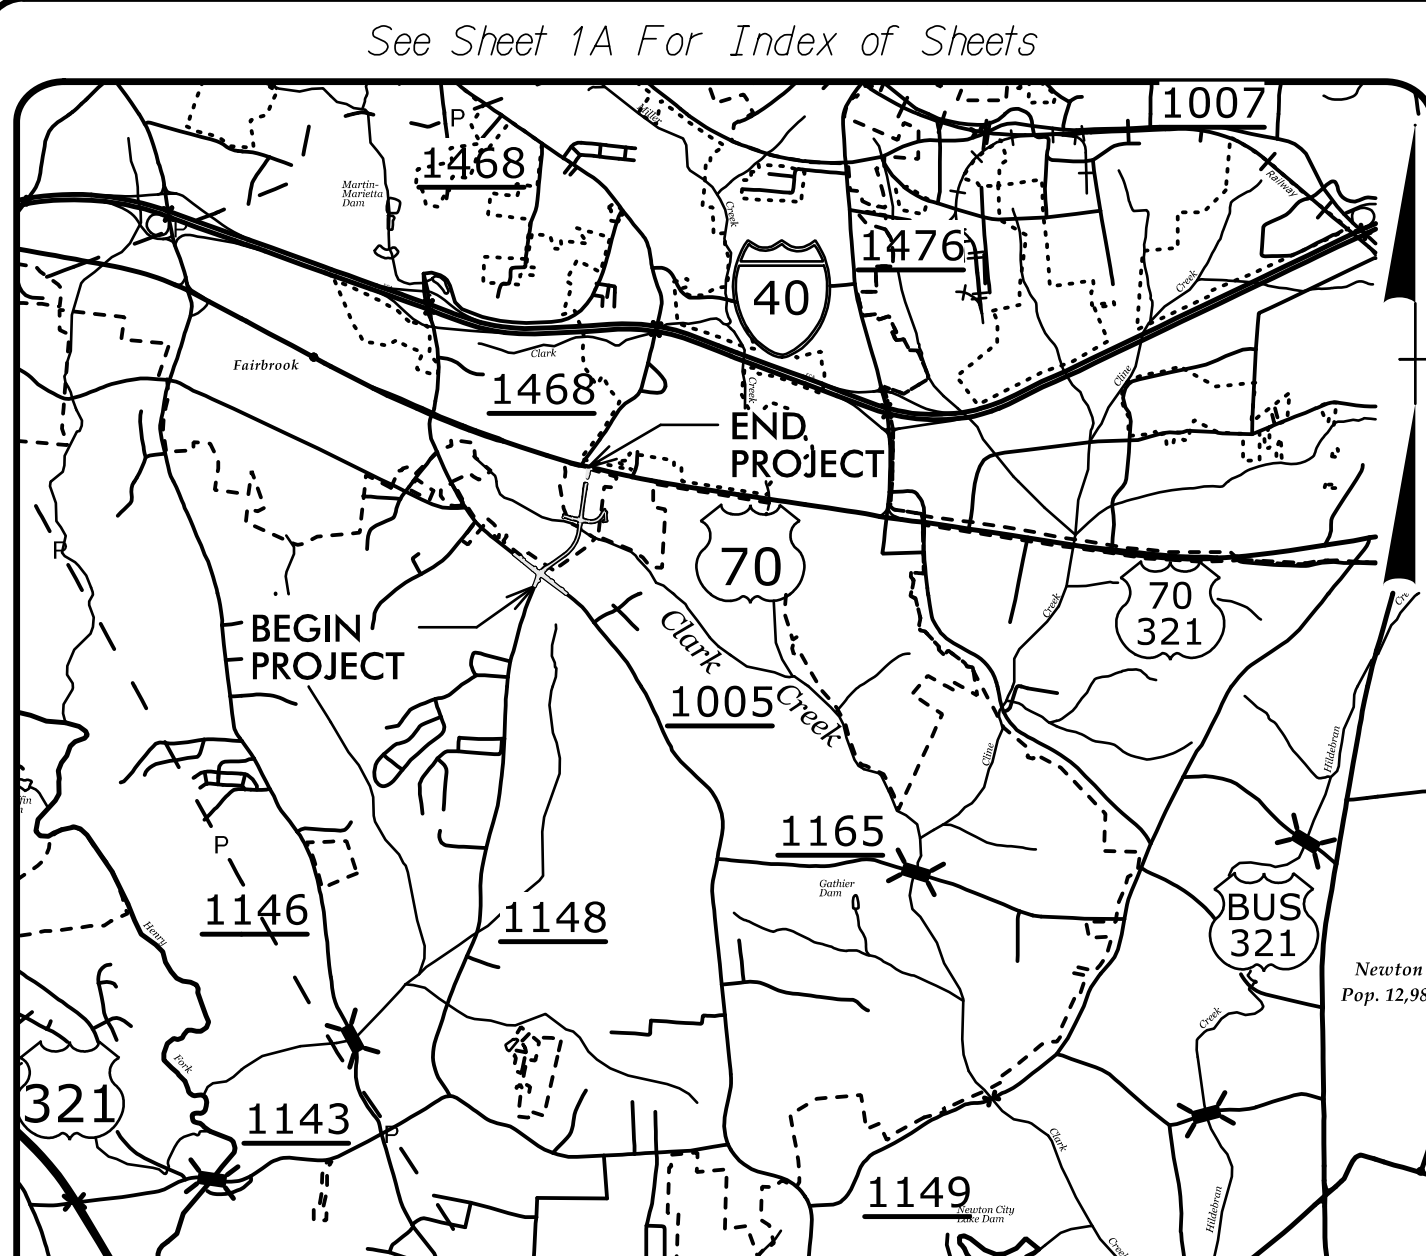 See Sheet 1A For Index of Sheets
1007
P
Miller
1468
Martin-
Marietta
Dam
Railway
Creek
1476
40
Creek
Clark
Fairbrook
1468
Creek
Cline
END
PROJECT
P
70
70
321
Creek
BEGIN
PROJECT
Clark
Creek
1005
Cline
Hildebran
1165
P
Gathier
Dam
1146
1148
BUS
321
Henry
Newton
Pop. 12,98
Creek
Fork
321
1143
P
Clark
1149
Newton City
Lake Dam
Hildebran
Creek